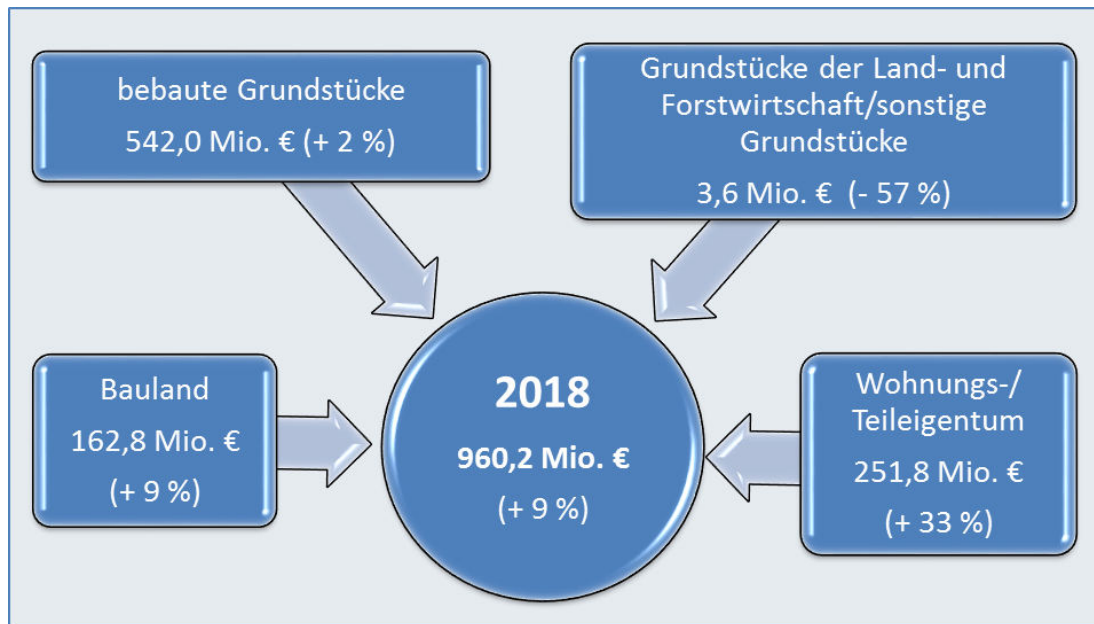 bebaute Grundstücke
542,0 Mio. € (+ 2 %)
Grundstücke der Land- und
Forstwirtschaft/sonstige
Grundstücke
3,6 Mio. € (- 57 %)
Bauland
162,8 Mio. €
(+ 9 %)
2018
960,2 Mio. €
(+ 9 %)
Wohnungs-/
Teileigentum
251,8 Mio. €
(+ 33 %)